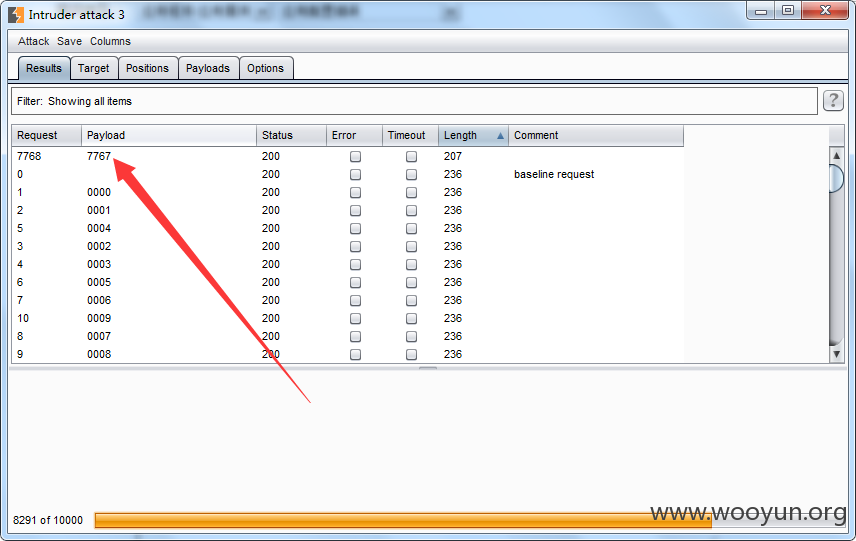 Intruder attack 3
Attack Save Columns
Results Target Positions Payloads Options
Filter: Showing all items ?
Request Payload Status Error Timeout Length Comment
7768 7767 200 207
0 200 236 baseline request
1 0000 200 236
2 0001 200 236
5 0004 200 236
3 0002 200 236
4 0003 200 236
6 0005 200 236
7 0006 200 236
10 0009 200 236
8 0007 200 236
9 0008 200 236
8291 of 10000
www.wooyun.org